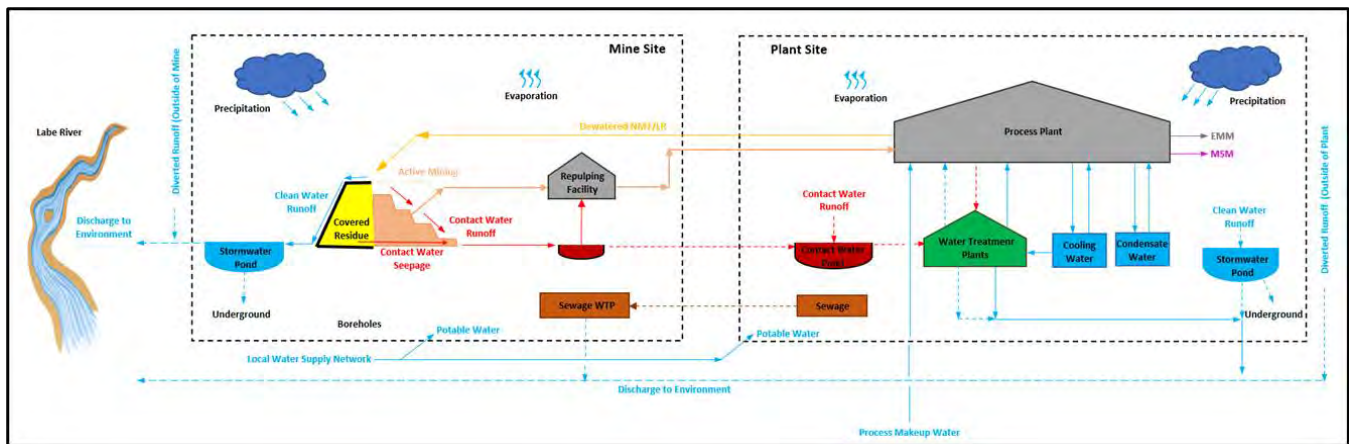 Mine Site
Plant Site
Precipitation
Evaporation
Evaporation
Precipitation
Labe River
Diverted Runoff (Outside of Mine
Dewatered NMT/LR
Process Plant
EMM
MSM
Active Mining
Repulping
Facility
Clean Water
Runoff
Covered
Residue
Contact Water
Runoff
Contact Water
Seepage
Discharge to
Environment
Stormwater
Pond
Underground
Contact Water
Runoff
Contact Water
Water Treatment
Plants
Cooling
Water
Condensate
Water
Clean Water
Runoff
Stormwater
Pond
Underground
Diverted Runoff (Outside of Plant
Sewage WTP
Sewage
Boreholes
Potable Water
Potable Water
Local Water Supply Network
Discharge to Environment
Process Makeup Water